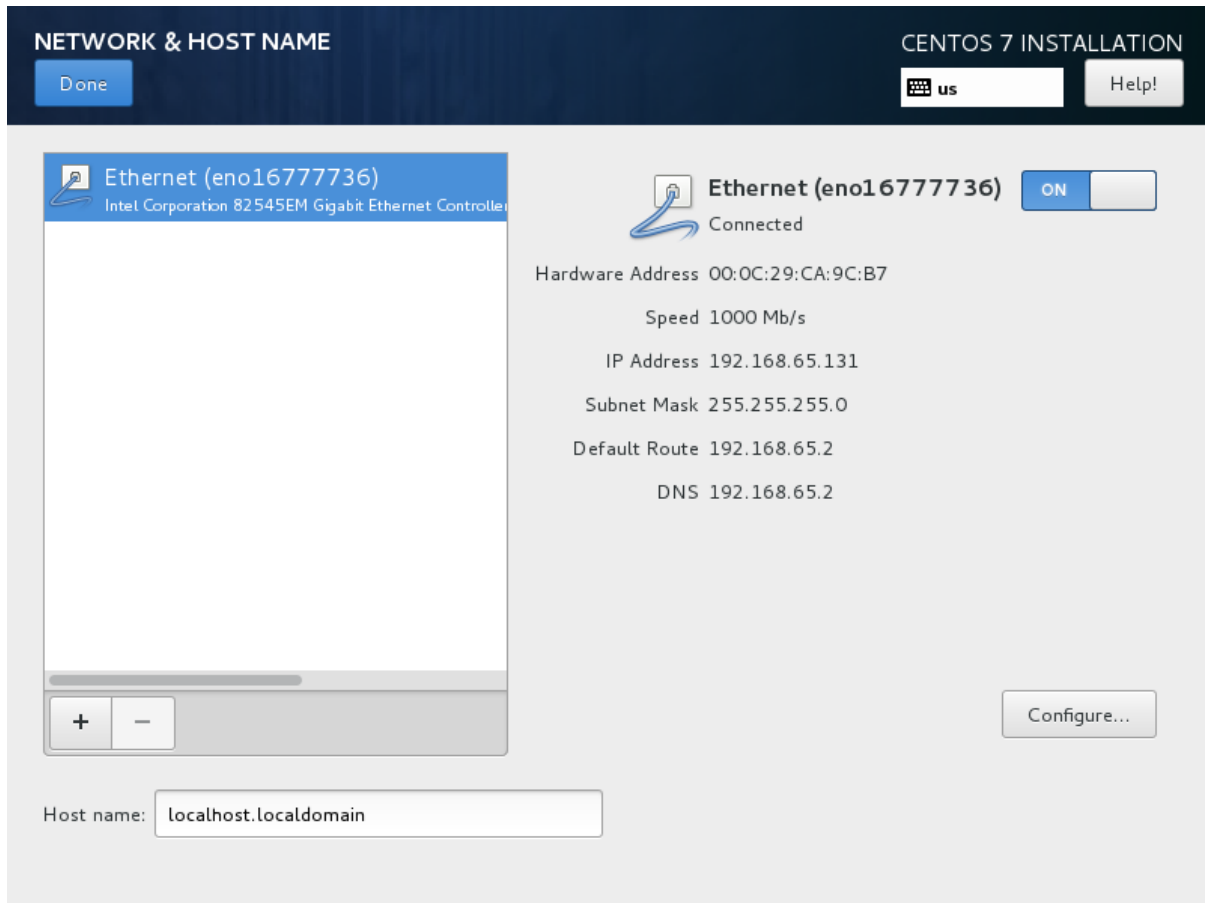 NETWORK & HOST NAME
CENTOS 7 INSTALLATION
Done
us
Help!
Ethernet (eno16777736)
Intel Corporation 82545EM Gigabit Ethernet Controller
Ethernet (eno16777736)
ON
Connected
Hardware Address 00:0C:29:CA:9C:B7
Speed 1000 Mb/s
IP Address 192.168.65.131
Subnet Mask 255.255.255.0
Default Route 192.168.65.2
DNS 192.168.65.2
+ −
Configure...
Host name: localhost.localdomain